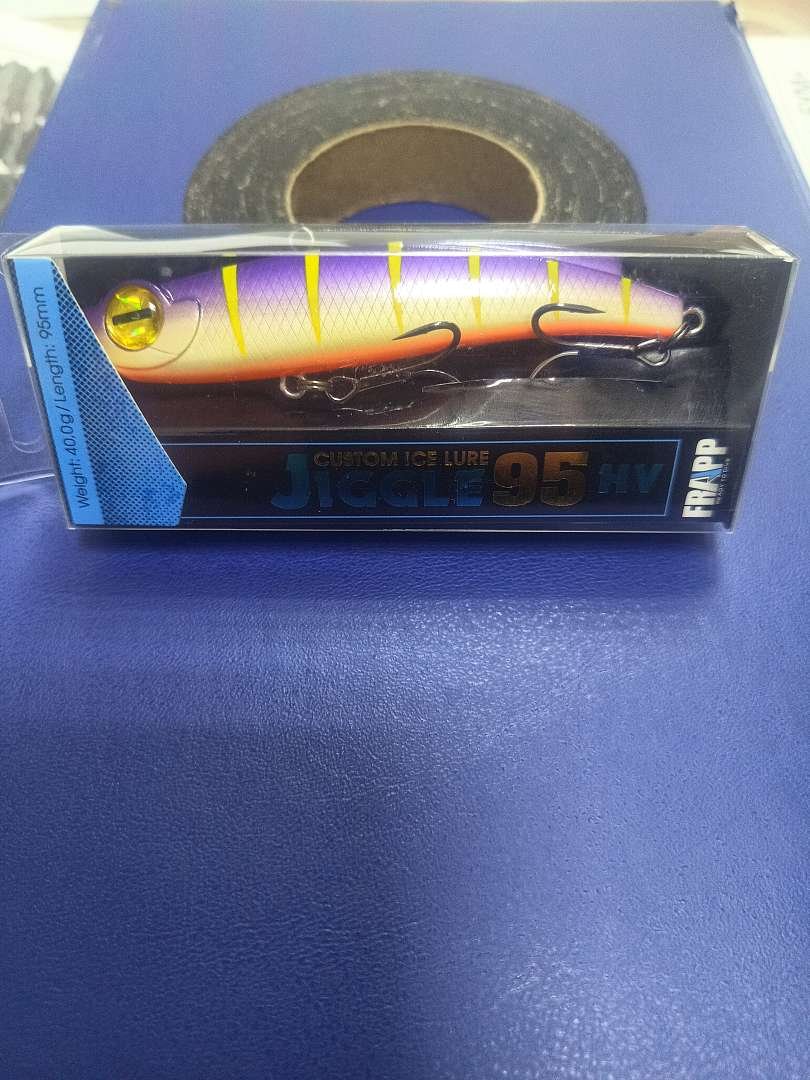 Weight: 40.0g/Length: 95mm
CUSTOM ICE LURE
JIGGLE 95 HV
FRAPP